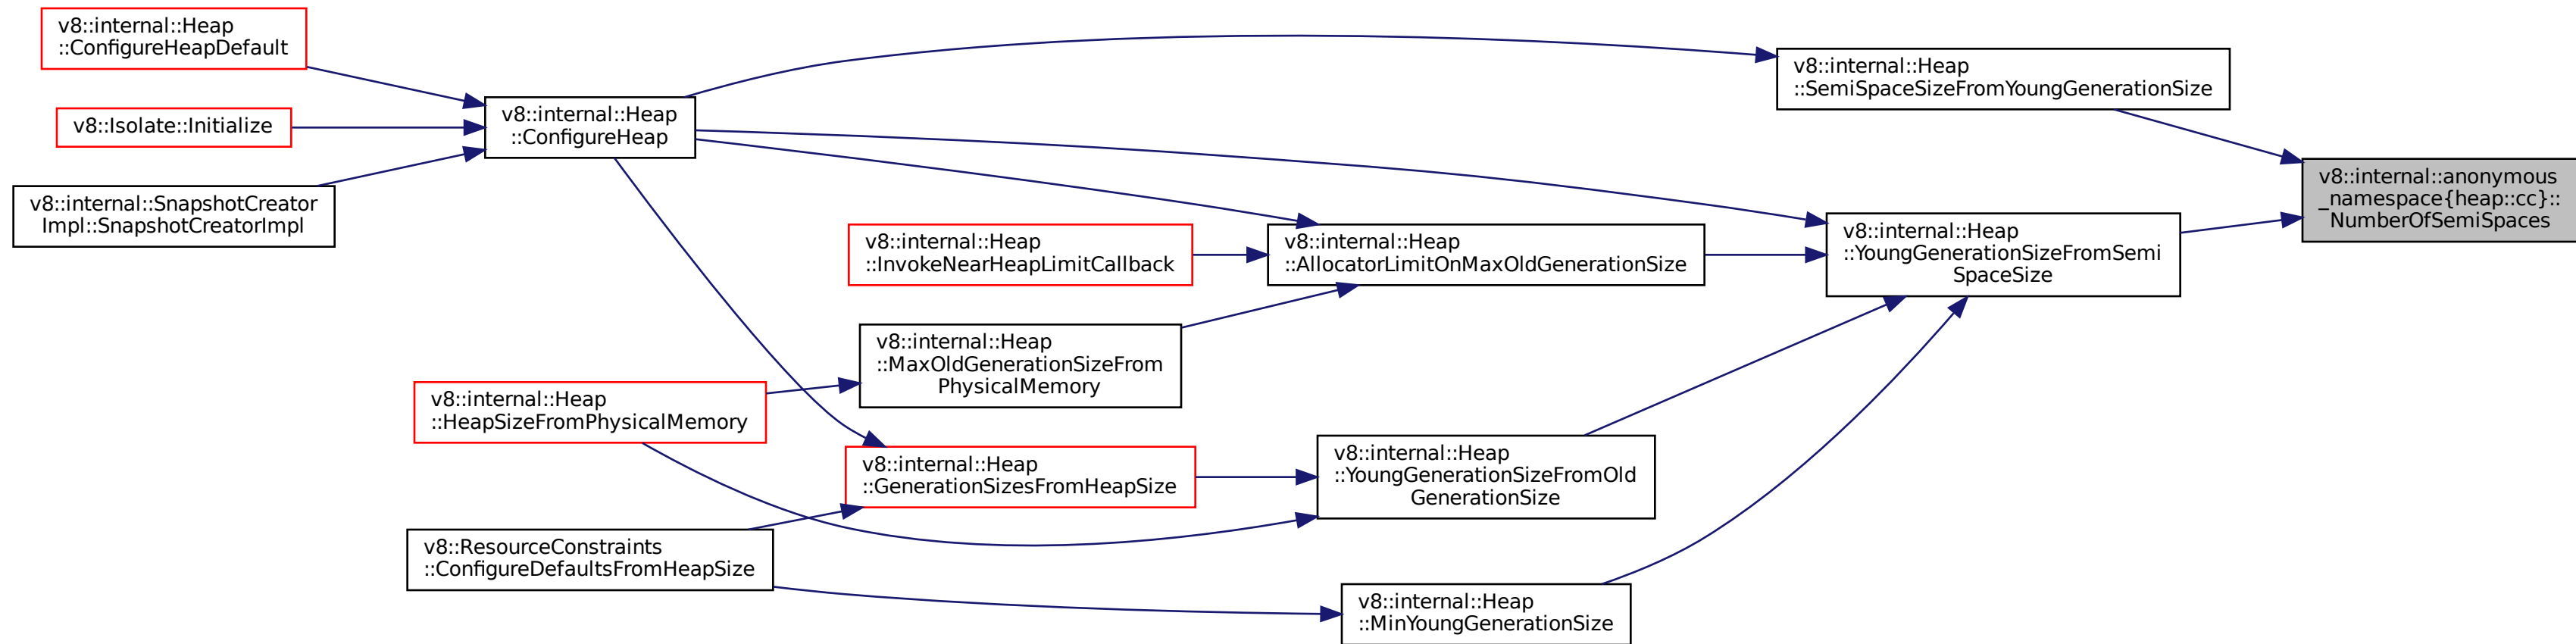 v8::internal::Heap
::ConfigureHeapDefault
v8::Isolate::Initialize
v8::internal::SnapshotCreator
Impl::SnapshotCreatorImpl
v8::internal::Heap
::ConfigureHeap
v8::internal::Heap
::SemiSpaceSizeFromYoungGenerationSize
v8::internal::anonymous
_namespace{heap::cc}::
_NumberOfSemiSpaces
v8::internal::Heap
::YoungGenerationSizeFromSemi
SpaceSize
v8::internal::Heap
::InvokeNearHeapLimitCallback
v8::internal::Heap
::AllocatorLimitOnMaxOldGenerationSize
v8::internal::Heap
::MaxOldGenerationSizeFrom
PhysicalMemory
v8::internal::Heap
::HeapSizeFromPhysicalMemory
v8::internal::Heap
::GenerationSizesFromHeapSize
v8::internal::Heap
::YoungGenerationSizeFromOld
GenerationSize
v8::ResourceConstraints
::ConfigureDefaultsFromHeapSize
v8::internal::Heap
::MinYoungGenerationSize